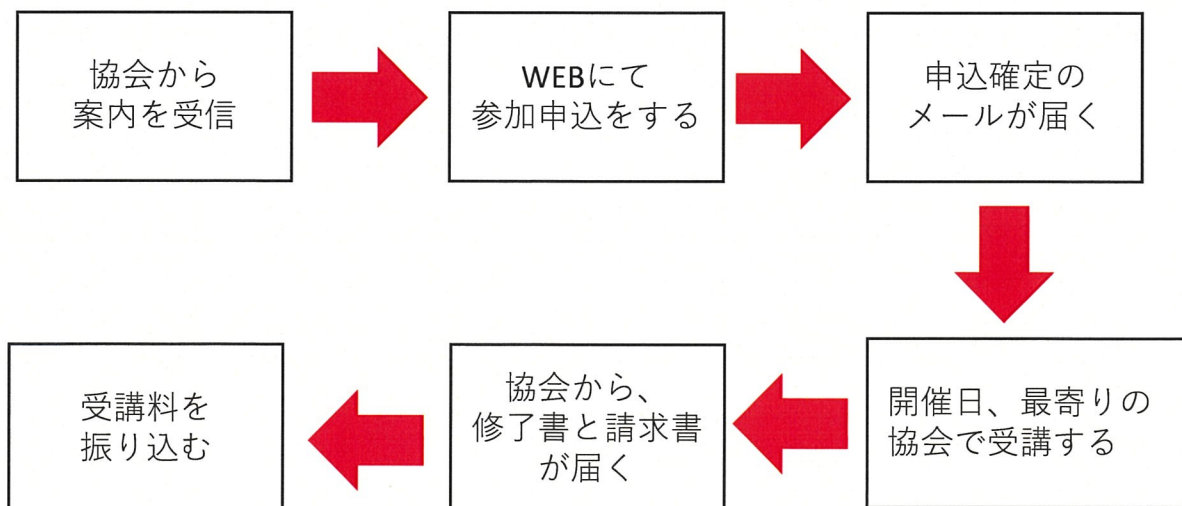 協会から
案内を受信
WEBにて
参加申込をする
申込確定の
メールが届く
開催日、最寄りの
協会で受講する
協会から、
修了書と請求書
が届く
受講料を
振り込む